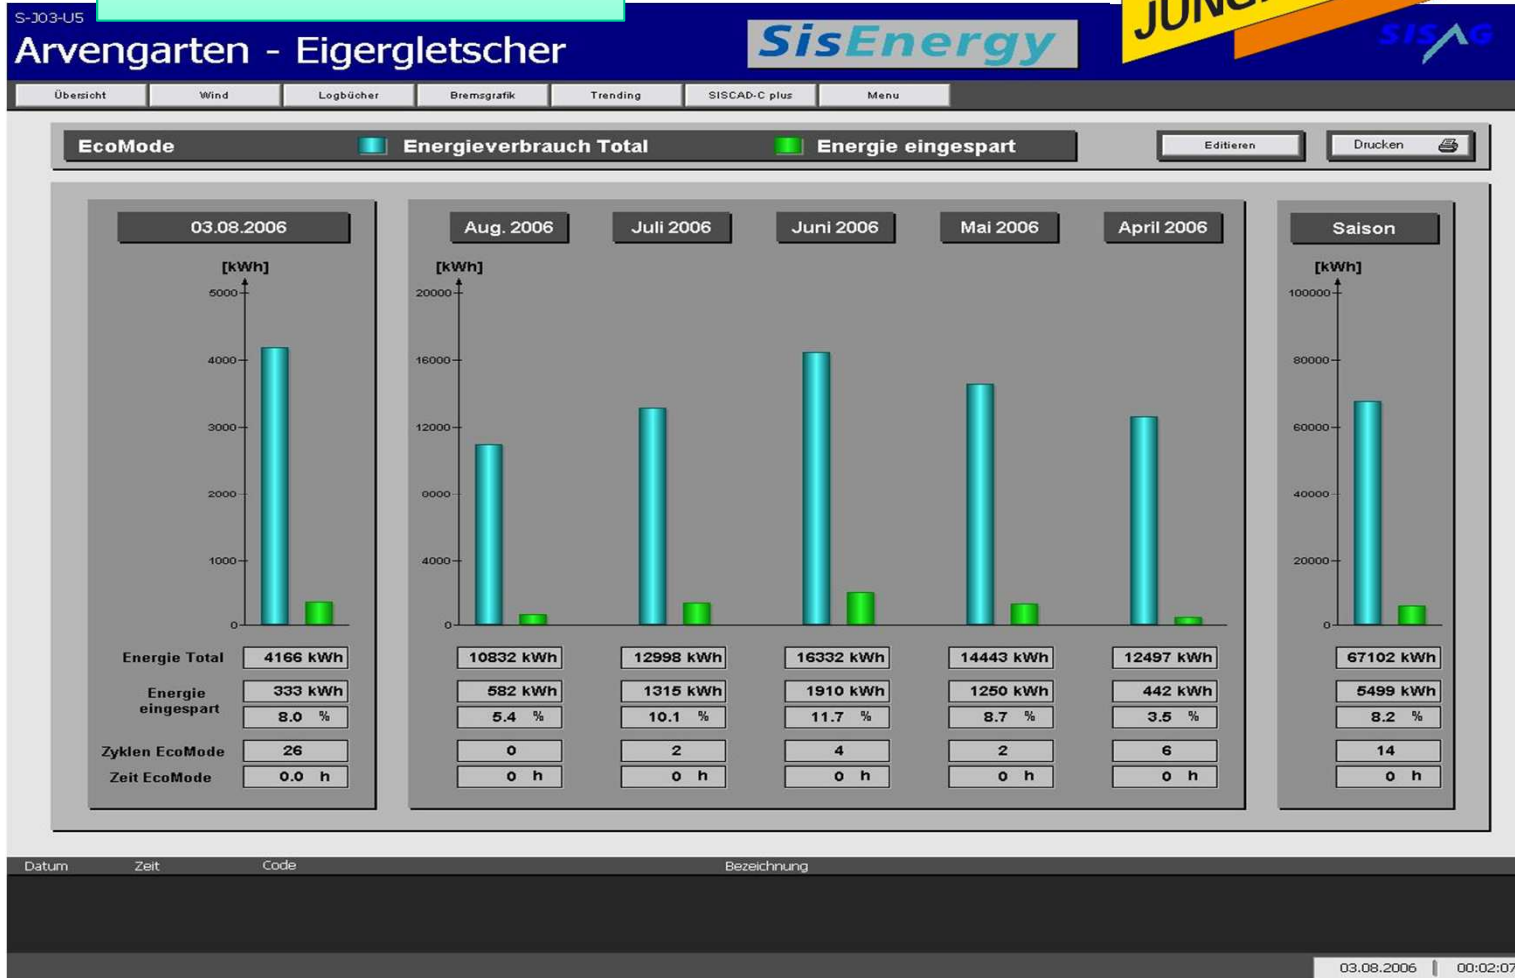 S-J03-U5
Arvengarten - Eigergletscher
SisEnergy
SISAG
Übersicht Wind Logbücher Bremsgrafik Trending SISCAD-C plus Menu
EcoMode Energieverbrauch Total Energie eingespart Editieren Drucken
03.08.2006 Aug. 2006 Juli 2006 Juni 2006 Mai 2006 April 2006 Saison
[kWh] [kWh] [kWh]
5000 20000 100000
4000 16000 80000
3000 12000 60000
2000 8000 40000
1000 4000 20000
0 0 0
Energie Total 4166 kWh 10832 kWh 12998 kWh 16332 kWh 14443 kWh 12497 kWh 67102 kWh
Energie eingespart 333 kWh 582 kWh 1315 kWh 1910 kWh 1250 kWh 442 kWh 5499 kWh
8.0 % 5.4 % 10.1 % 11.7 % 8.7 % 3.5 % 8.2 %
Zyklen EcoMode 26 0 2 4 2 6 14
Zeit EcoMode 0.0 h 0 h 0 h 0 h 0 h 0 h 0 h
Datum Zeit Code Bezeichnung
03.08.2006 00:02:07